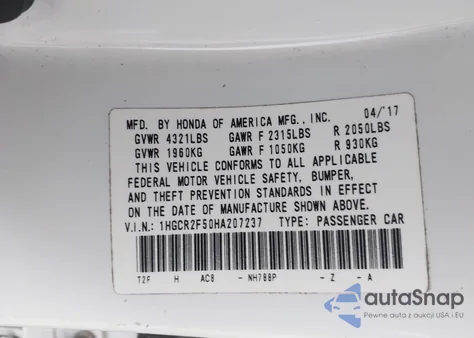 MFD. BY HONDA OF AMERICA MFG., INC. 04/'17
GVWR 4321LBS GAWR F 2315LBS R 2050LBS
GVWR 1960KG GAWR F 1050KG R 930KG
THIS VEHICLE CONFORMS TO ALL APPLICABLE
FEDERAL MOTOR VEHICLE SAFETY, BUMPER,
AND THEFT PREVENTION STANDARDS IN EFFECT
ON THE DATE OF MANUFACTURE SHOWN ABOVE.
V.I.N.: 1HGCR2F50HA207237 TYPE: PASSENGER CAR
T2F H AC8 - NH788P - Z - A
autoSnap
Pewne auta z aukcji USA i EU